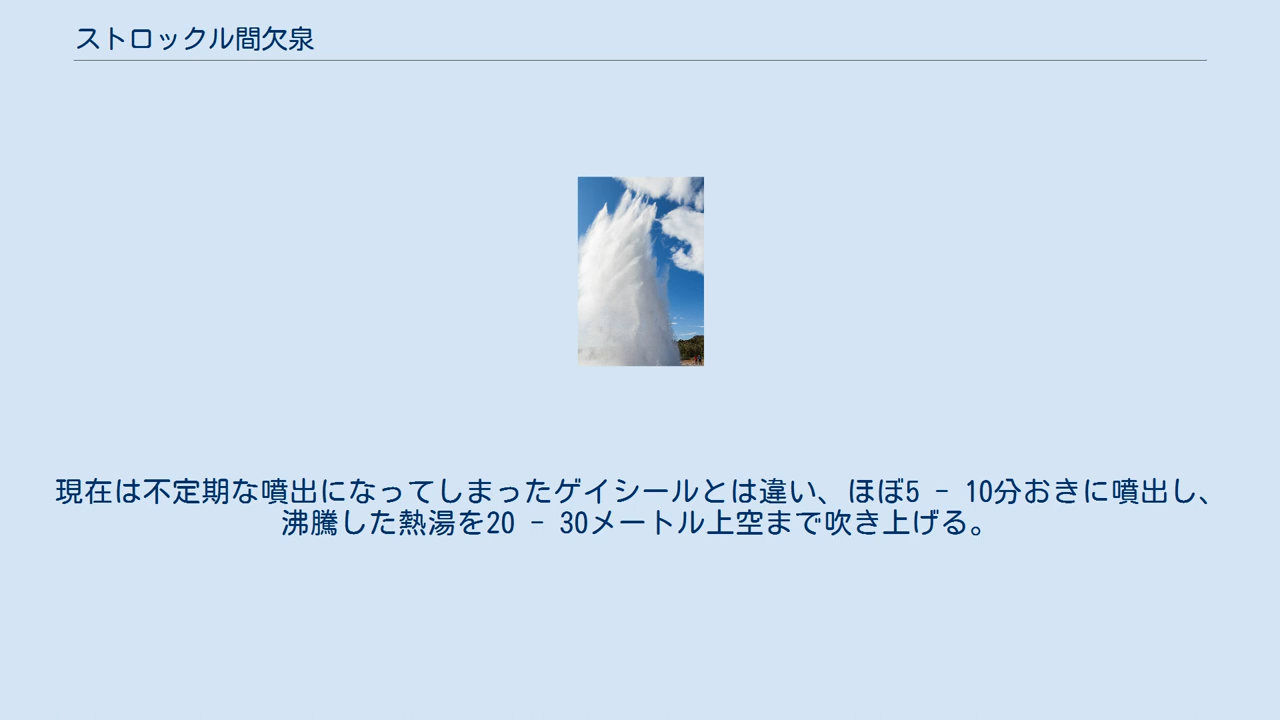 ストロックル間欠泉
現在は不定期な噴出になってしまったゲイシールとは違い、ほぼ5 - 10分おきに噴出し、
沸騰した熱湯を20 - 30メートル上空まで吹き上げる。